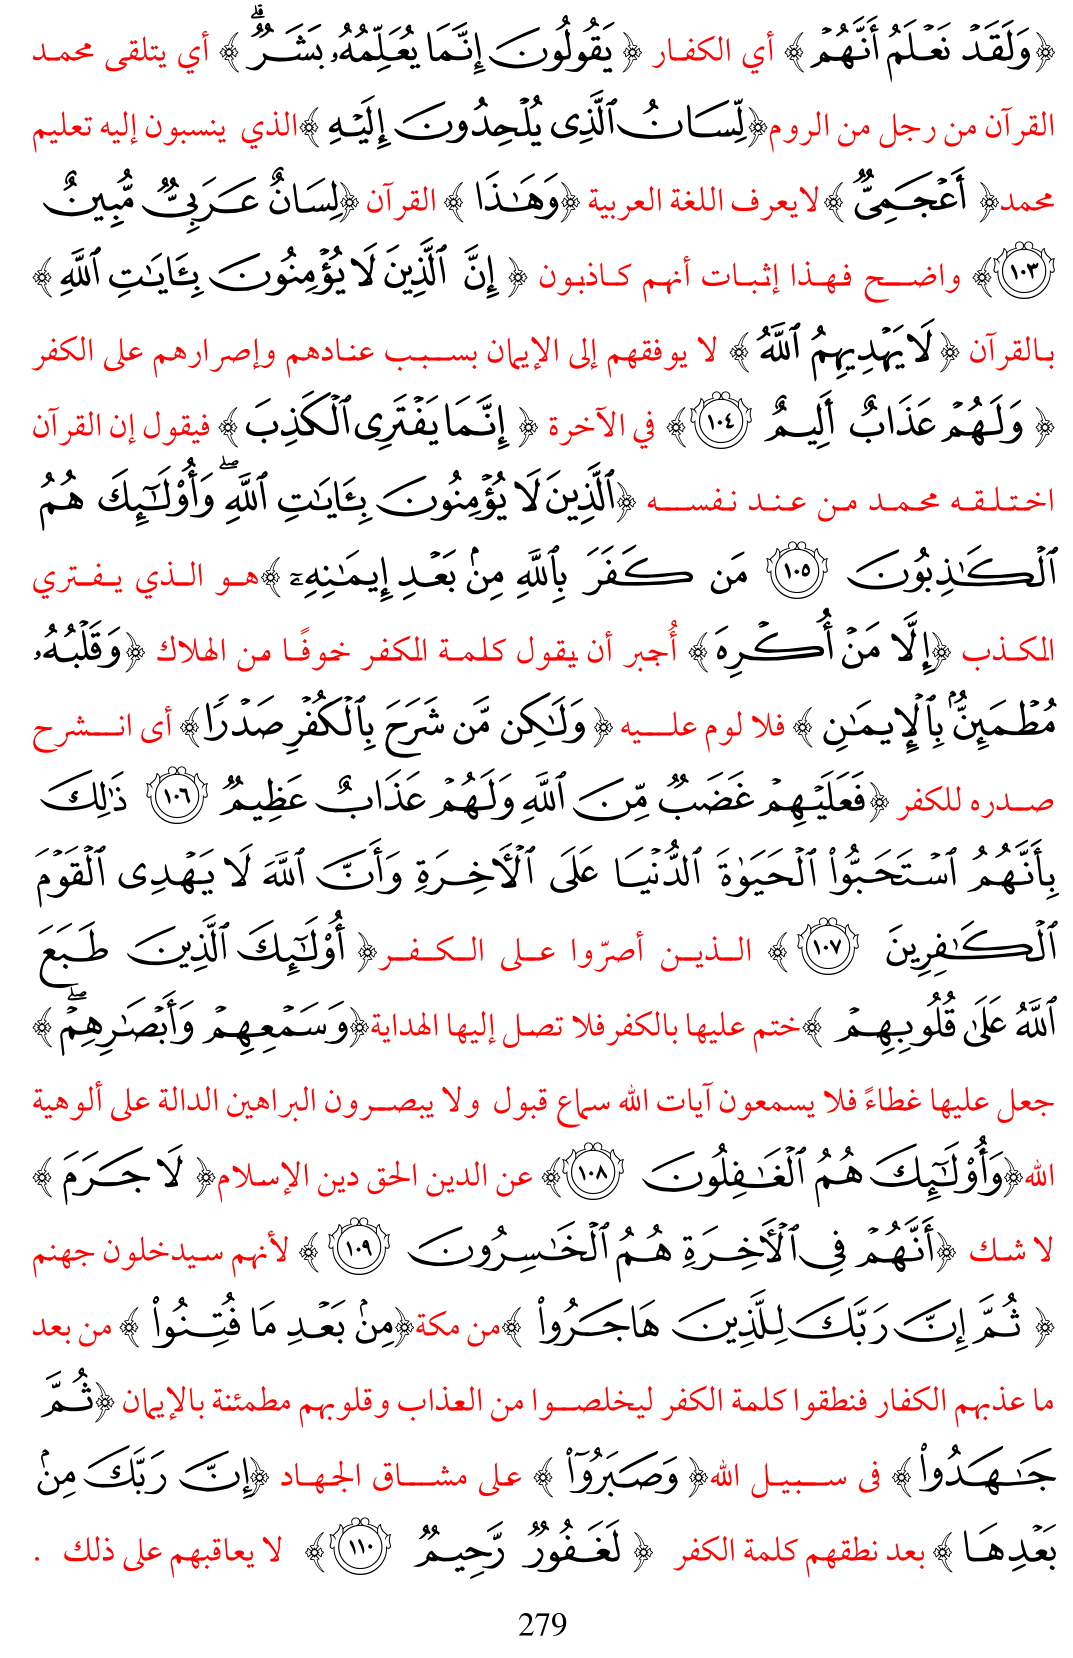 ﴿وَلَقَدْ نَعْلَمُ أَنَّهُمْ﴾ أي الكفار ﴿يَقُولُونَ إِنَّمَا يُعَلِّمُهُۥ بَشَرٌۗ﴾ أي يتلقى محمد
القرآن من رجل من الروم﴿لِّسَانُ ٱلَّذِى يُلْحِدُونَ إِلَيْهِ﴾الذي ينسبون إليه تعليم
محمد﴿أَعْجَمِىٌّ﴾لايعرف اللغة العربية ﴿وَهَٰذَا﴾ القرآن ﴿لِسَانٌ عَرَبِىٌّ مُّبِينٌ
١٠٣﴾ واضح فهذا إثبات أنهم كاذبون ﴿إِنَّ ٱلَّذِينَ لَا يُؤْمِنُونَ بِـَٔايَٰتِ ٱللَّهِ﴾
بالقرآن ﴿لَا يَهْدِيهِمُ ٱللَّهُ﴾ لا يوفقهم إلى الإيمان بسبب عنادهم وإصرارهم على الكفر
﴿وَلَهُمْ عَذَابٌ أَلِيمٌ ١٠٤﴾ في الآخرة ﴿إِنَّمَا يَفْتَرِى ٱلْكَذِبَ﴾ فيقول إن القرآن
اختلقه محمد من عند نفسه ﴿ٱلَّذِينَ لَا يُؤْمِنُونَ بِـَٔايَٰتِ ٱللَّهِۖ وَأُو۟لَٰٓئِكَ هُمُ
ٱلْكَٰذِبُونَ ١٠٥ مَن كَفَرَ بِٱللَّهِ مِنۢ بَعْدِ إِيمَٰنِهِۦٓ﴾هو الذي يفتري
الكذب ﴿إِلَّا مَنْ أُكْرِهَ﴾ أُجبر أن يقول كلمة الكفر خوفًا من الهلاك ﴿وَقَلْبُهُۥ
مُطْمَئِنٌّۢ بِٱلْإِيمَٰنِ﴾ فلا لوم عليه ﴿وَلَٰكِن مَّن شَرَحَ بِٱلْكُفْرِ صَدْرًا﴾ أى انشرح
صدره للكفر ﴿فَعَلَيْهِمْ غَضَبٌ مِّنَ ٱللَّهِ وَلَهُمْ عَذَابٌ عَظِيمٌ ١٠٦ ذَٰلِكَ
بِأَنَّهُمُ ٱسْتَحَبُّوا۟ ٱلْحَيَوٰةَ ٱلدُّنْيَا عَلَى ٱلْأَخِرَةِ وَأَنَّ ٱللَّهَ لَا يَهْدِى ٱلْقَوْمَ
ٱلْكَٰفِرِينَ ١٠٧﴾ الذين أصرّوا على الكفر﴿أُو۟لَٰٓئِكَ ٱلَّذِينَ طَبَعَ
ٱللَّهُ عَلَىٰ قُلُوبِهِمْ﴾ختم عليها بالكفرفلا تصل إليها الهداية﴿وَسَمْعِهِمْ وَأَبْصَٰرِهِمْۖ﴾
جعل عليها غطاءً فلا يسمعون آيات الله سماع قبول ولا يبصرون البراهين الدالة على ألوهية
الله﴿وَأُو۟لَٰٓئِكَ هُمُ ٱلْغَٰفِلُونَ ١٠٨﴾ عن الدين الحق دين الإسلام﴿لَا جَرَمَ﴾
لا شك ﴿أَنَّهُمْ فِى ٱلْأَخِرَةِ هُمُ ٱلْخَٰسِرُونَ ١٠٩﴾ لأنهم سيدخلون جهنم
﴿ثُمَّ إِنَّ رَبَّكَ لِلَّذِينَ هَاجَرُوا۟﴾من مكة﴿مِنۢ بَعْدِ مَا فُتِنُوا۟﴾ من بعد
ما عذبهم الكفار فنطقوا كلمة الكفر ليخلصوا من العذاب وقلوبهم مطمئنة بالإيمان ﴿ثُمَّ
جَٰهَدُوا۟﴾ فى سبيل الله﴿وَصَبَرُوٓا۟﴾ على مشاق الجهاد ﴿إِنَّ رَبَّكَ مِنۢ
بَعْدِهَا﴾ بعد نطقهم كلمة الكفر ﴿لَغَفُورٌ رَّحِيمٌ ١١٠﴾ لا يعاقبهم على ذلك .
279